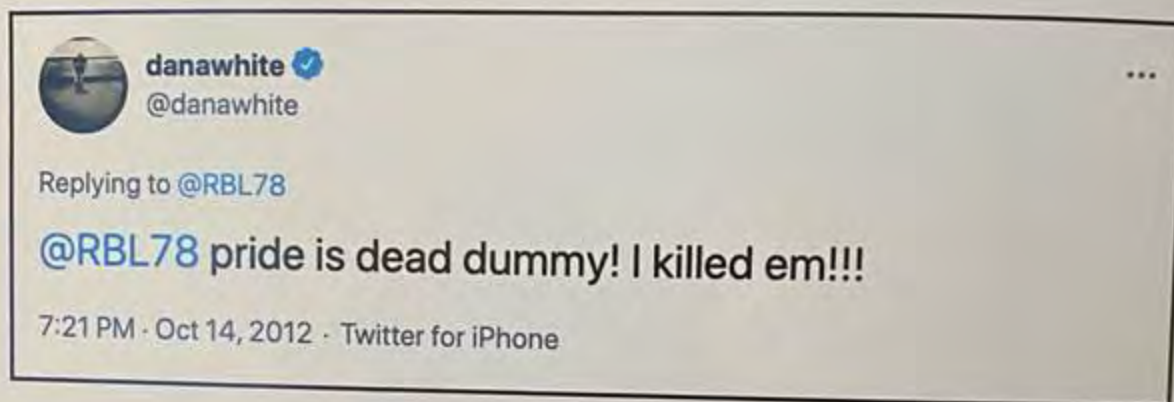 danawhite
@danawhite
...
Replying to @RBL78
@RBL78 pride is dead dummy! I killed em!!!
7:21 PM · Oct 14, 2012 · Twitter for iPhone